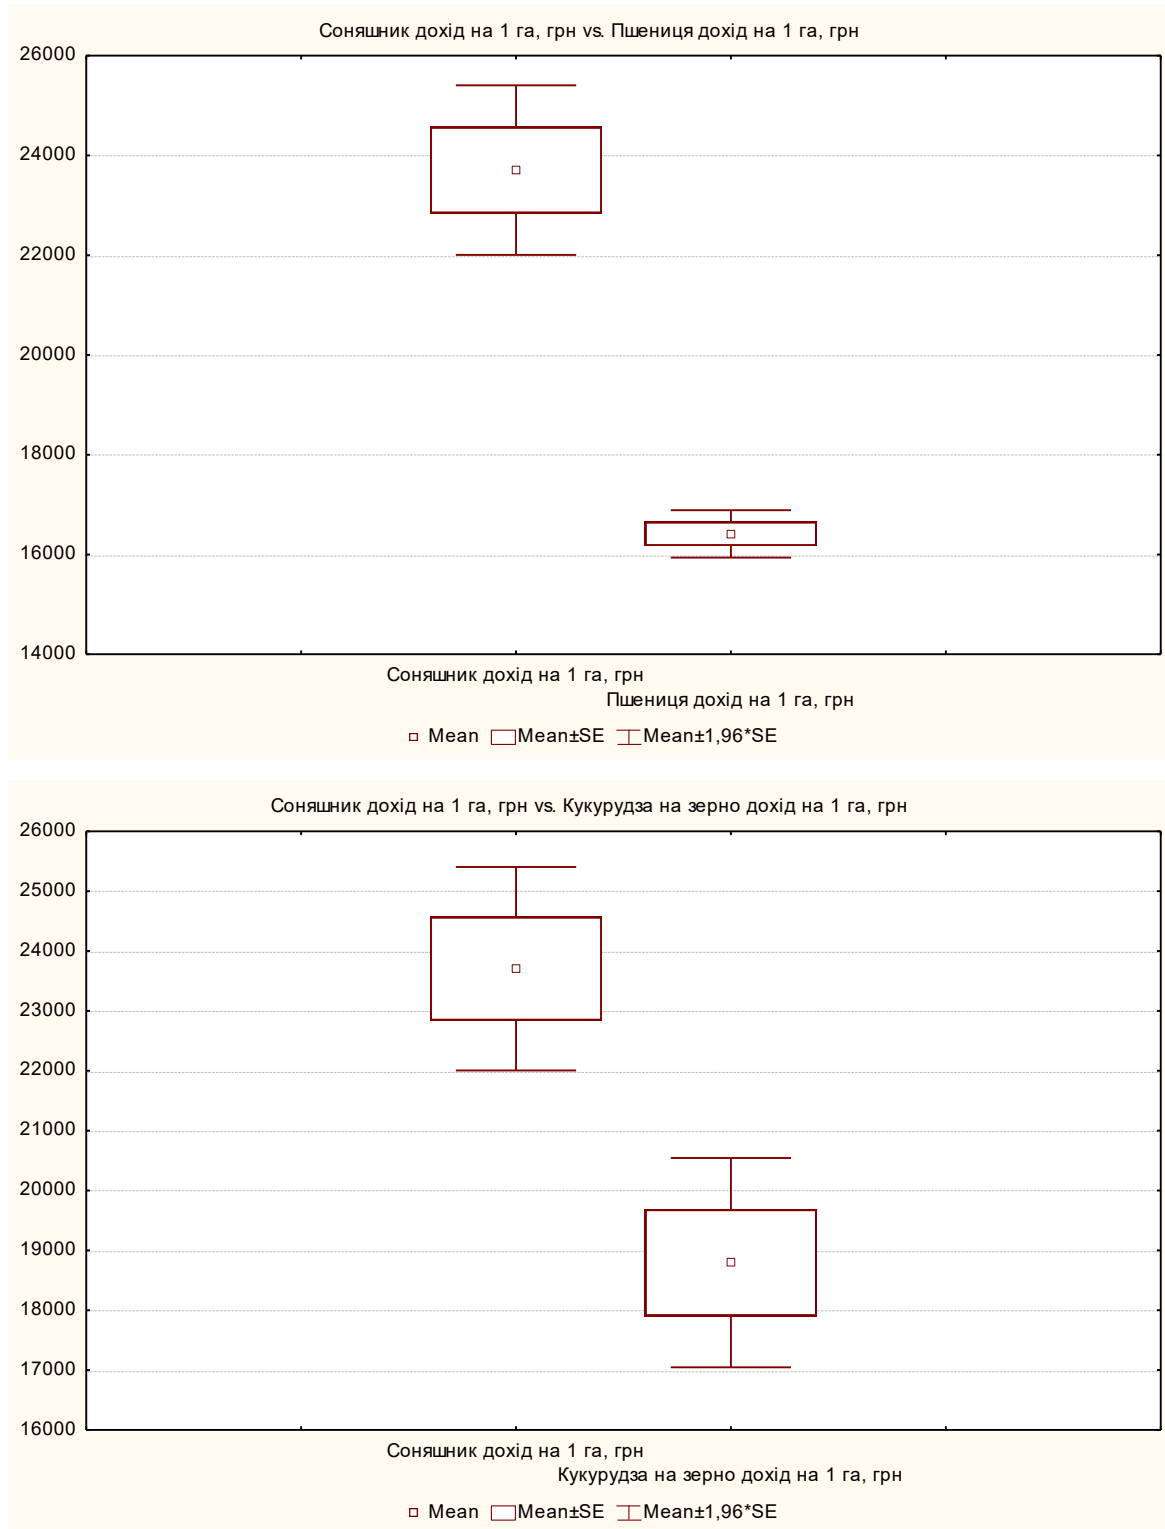 Соняшник дохід на 1 га, грн vs. Пшениця дохід на 1 га, грн
26000
24000
22000
20000
18000
16000
14000
Соняшник дохід на 1 га, грн
Пшениця дохід на 1 га, грн
Mean Mean±SE Mean±1,96*SE
Соняшник дохід на 1 га, грн vs. Кукурудза на зерно дохід на 1 га, грн
26000
25000
24000
23000
22000
21000
20000
19000
18000
17000
16000
Соняшник дохід на 1 га, грн
Кукурудза на зерно дохід на 1 га, грн
Mean Mean±SE Mean±1,96*SE